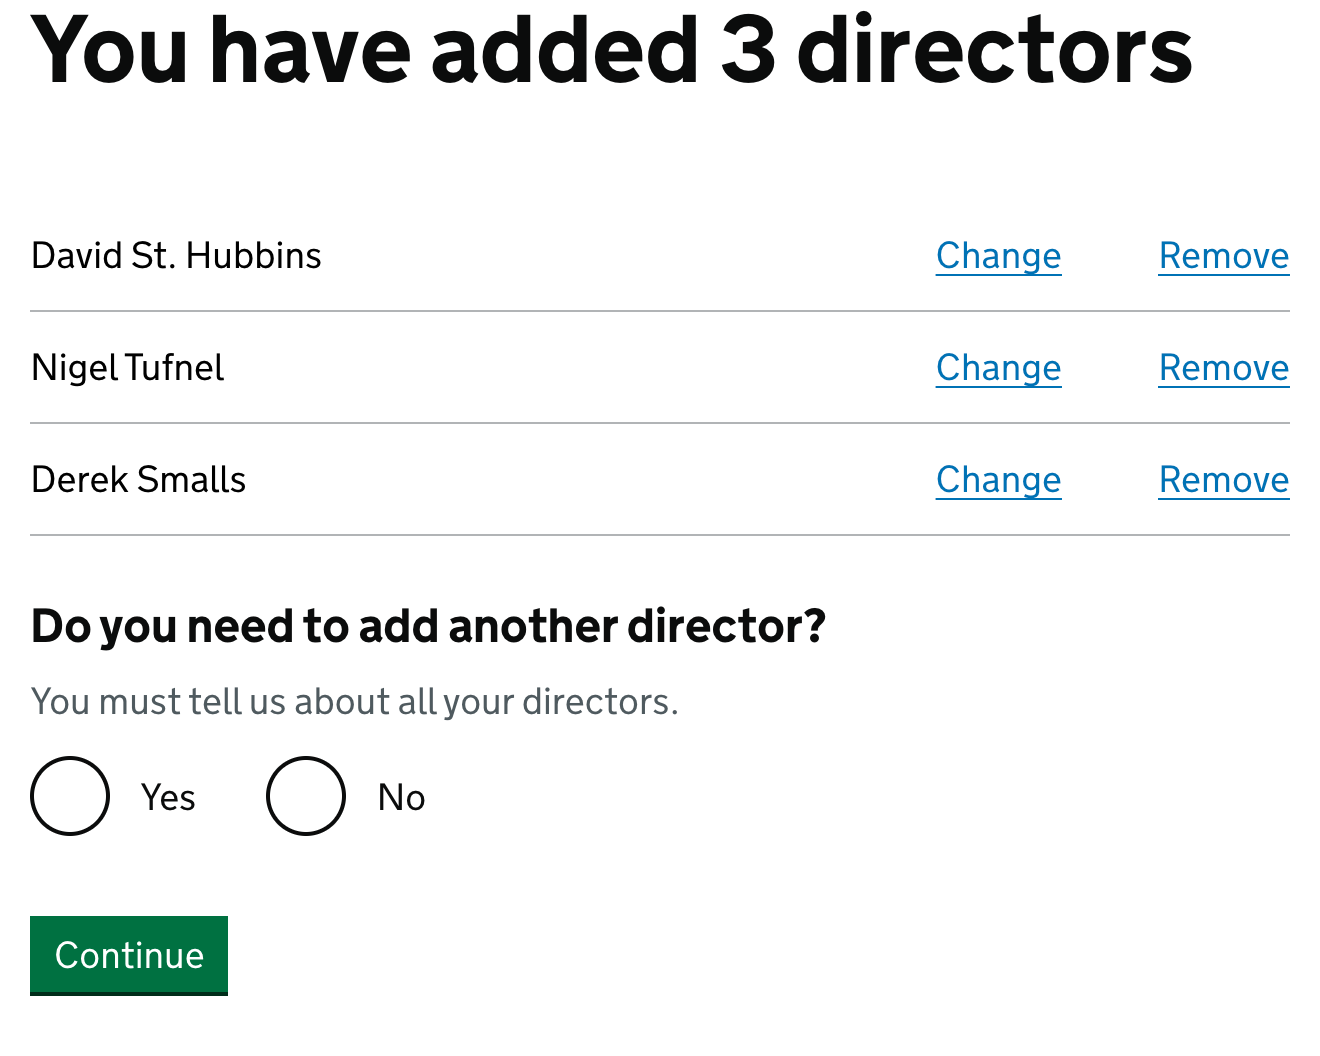 You have added 3 directors
David St. Hubbins Change Remove
Nigel Tufnel Change Remove
Derek Smalls Change Remove
Do you need to add another director?
You must tell us about all your directors.
Yes No
Continue